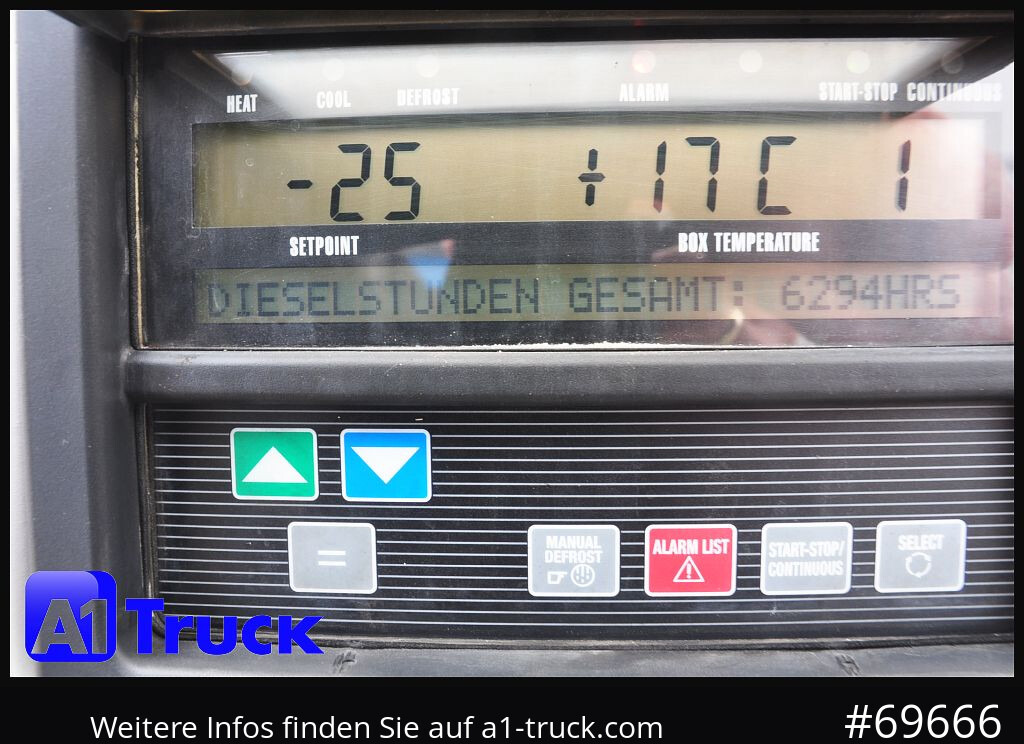 HEAT COOL DEFROST ALARM START-STOP CONTINUOUS
-25 +17C 1
SETPOINT BOX TEMPERATURE
DIESELSTUNDEN GESAMT: 6294HRS
=
MANUAL DEFROST
ALARM LIST
START-STOP/
CONTINUOUS
SELECT
A1 Truck
Weitere Infos finden Sie auf a1-truck.com #69666